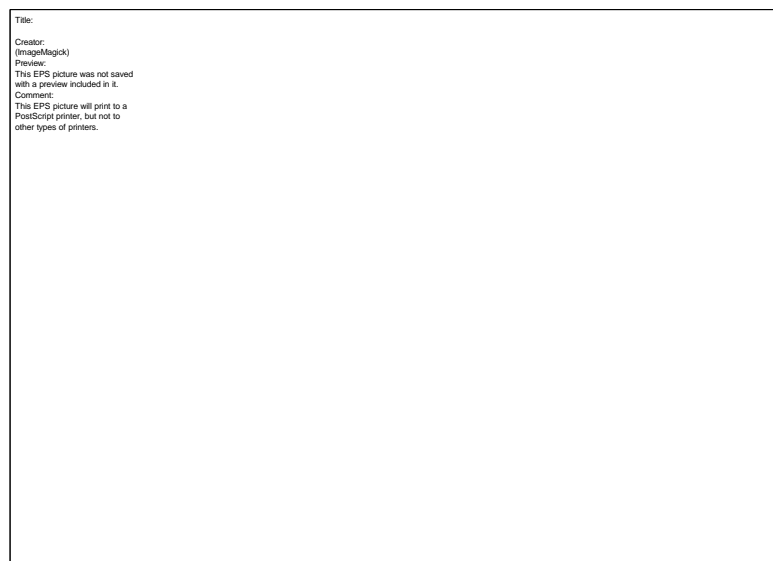 Title:
Creator:
(ImageMagick)
Preview:
This EPS picture was not saved
with a preview included in it.
Comment:
This EPS picture will print to a
PostScript printer, but not to
other types of printers.